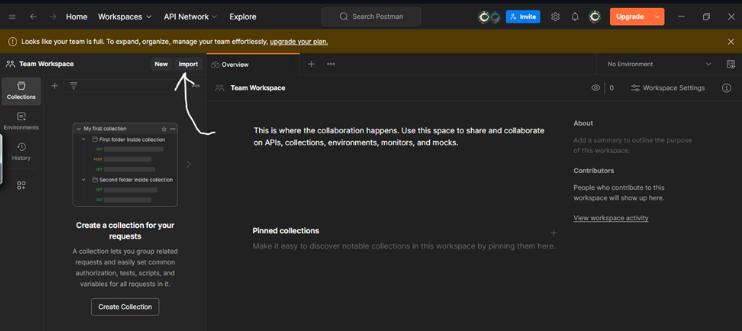 Home Workspaces API Network Explore Search Postman Invite Upgrade
Looks like your team is full. To expand, organize, manage your team effortlessly, upgrade your plan.
Team Workspace New Import Overview No Environment
Team Workspace 0 Workspace Settings
Collections
Environments
History
My first collection
First folder inside collection
Second folder inside collection
Create a collection for your
requests
A collection lets you group related
requests and easily set common
authorization, tests, scripts, and
variables for all requests in it.
Create Collection
This is where the collaboration happens. Use this space to share and collaborate
on APIs, collections, environments, monitors, and mocks.
Pinned collections
Make it easy to discover notable collections in this workspace by pinning them here.
About
Add a summary to outline the purpose
of this workspace.
Contributors
People who contribute to this
workspace will show up here.
View workspace activity